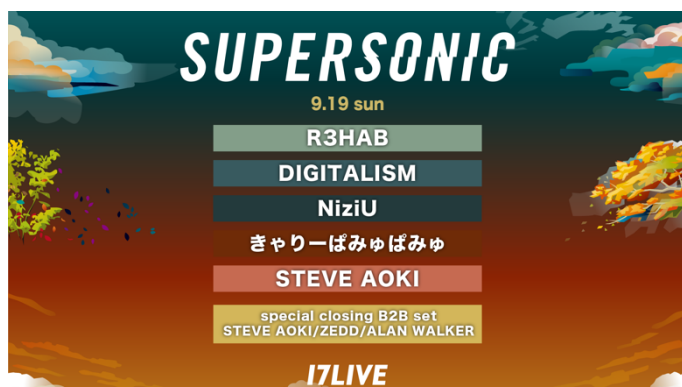 SUPERSONIC
9.19 sun
R3HAB
DIGITALISM
NiziU
きゃりーぱみゅぱみゅ
STEVE AOKI
special closing B2B set
STEVE AOKI/ZEDD/ALAN WALKER
17LIVE